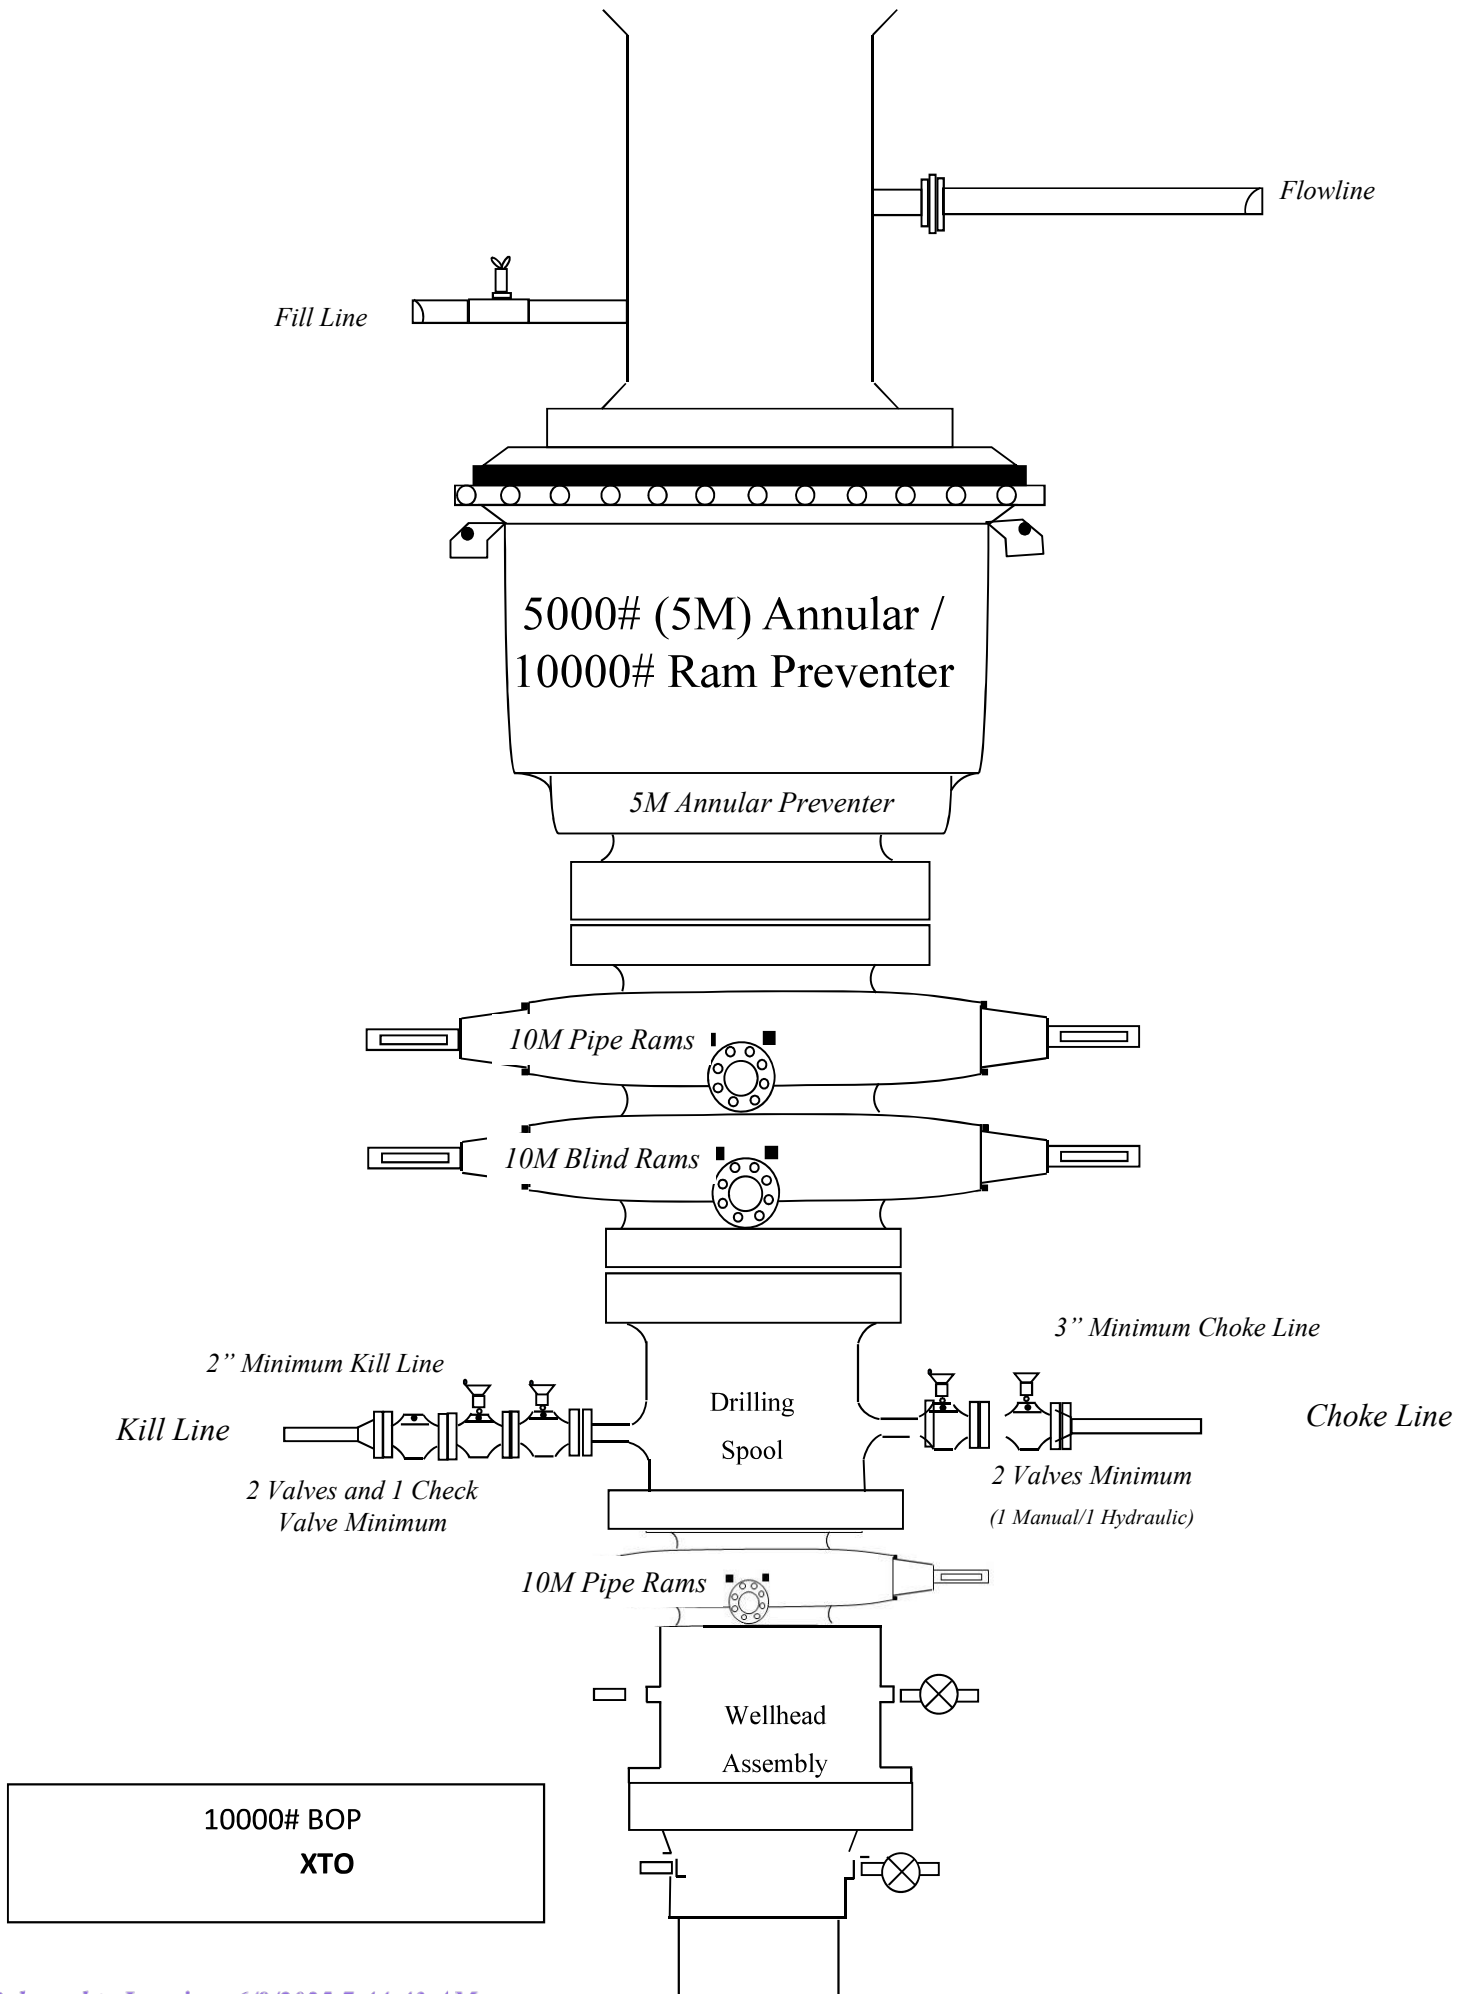 Flowline
Fill Line
5000# (5M) Annular /
10000# Ram Preventer
5M Annular Preventer
10M Pipe Rams
10M Blind Rams
3” Minimum Choke Line
2” Minimum Kill Line
Drilling
Spool
Kill Line
Choke Line
2 Valves and 1 Check
Valve Minimum
2 Valves Minimum
(1 Manual/1 Hydraulic)
10M Pipe Rams
Wellhead
Assembly
10000# BOP
XTO